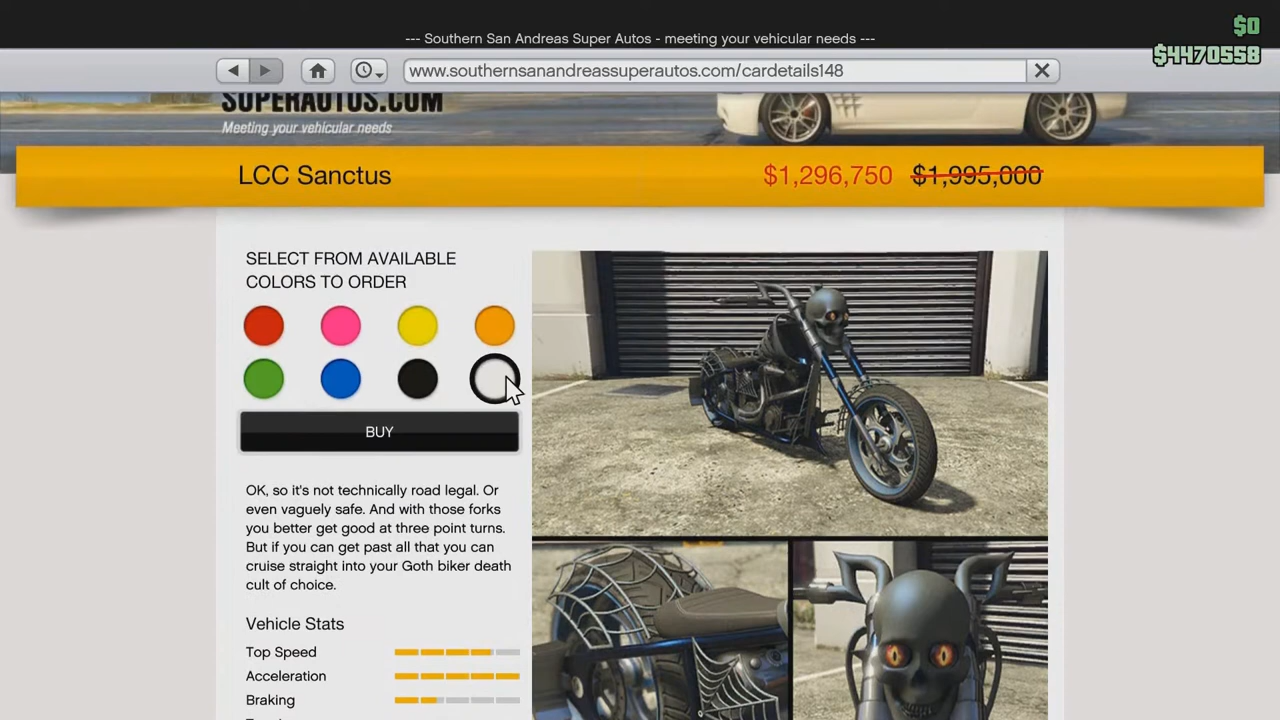 $0
--- Southern San Andreas Super Autos - meeting your vehicular needs ---
$4470558
www.southernsanandreassuperautos.com/cardetails148
SUPERAUTOS.COM
Meeting your vehicular needs
LCC Sanctus
$1,296,750 $1,995,000
SELECT FROM AVAILABLE
COLORS TO ORDER
BUY
OK, so it's not technically road legal. Or
even vaguely safe. And with those forks
you better get good at three point turns.
But if you can get past all that you can
cruise straight into your Goth biker death
cult of choice.
Vehicle Stats
Top Speed
Acceleration
Braking